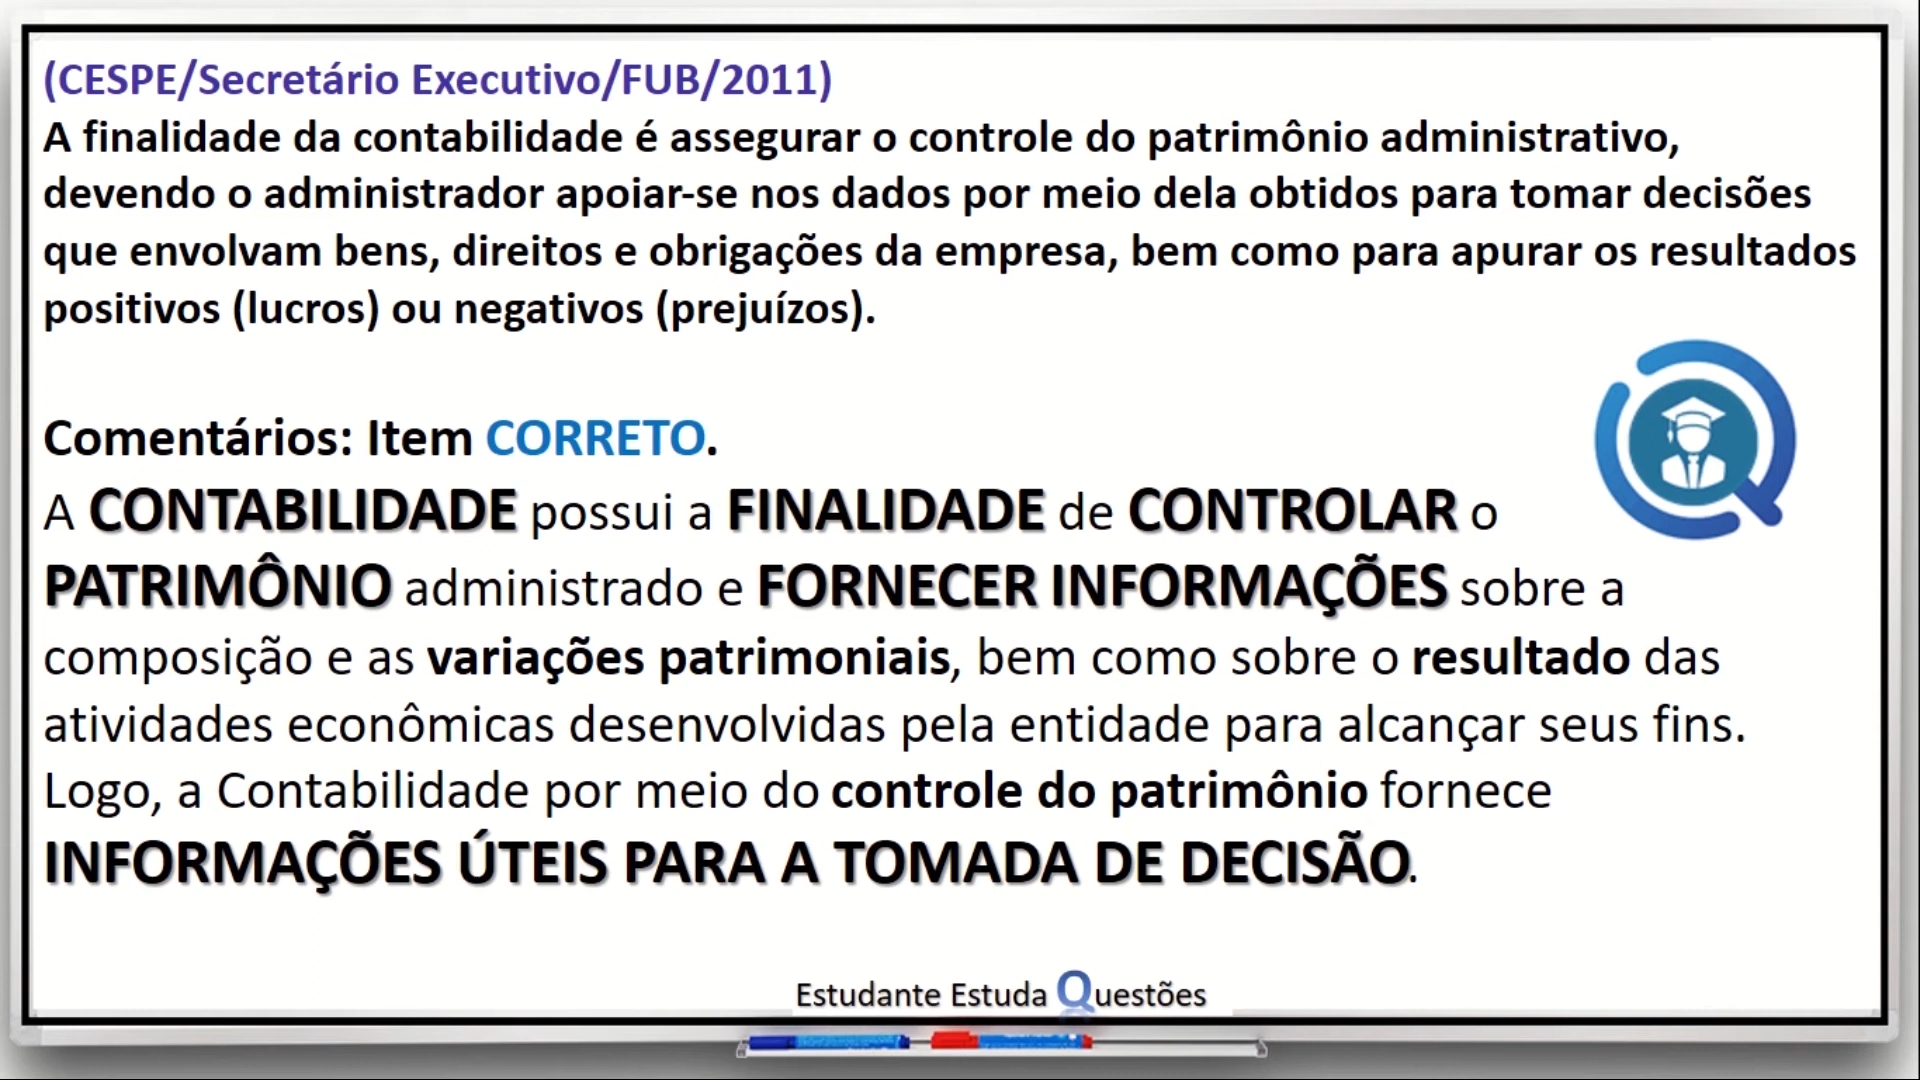 (CESPE/Secretário Executivo/FUB/2011)
A finalidade da contabilidade é assegurar o controle do patrimônio administrativo,
devendo o administrador apoiar-se nos dados por meio dela obtidos para tomar decisões
que envolvam bens, direitos e obrigações da empresa, bem como para apurar os resultados
positivos (lucros) ou negativos (prejuízos).
Comentários: Item CORRETO.
A CONTABILIDADE possui a FINALIDADE de CONTROLAR o
PATRIMÔNIO administrado e FORNECER INFORMAÇÕES sobre a
composição e as variações patrimoniais, bem como sobre o resultado das
atividades econômicas desenvolvidas pela entidade para alcançar seus fins.
Logo, a Contabilidade por meio do controle do patrimônio fornece
INFORMAÇÕES ÚTEIS PARA A TOMADA DE DECISÃO.
Estudante Estuda Questões